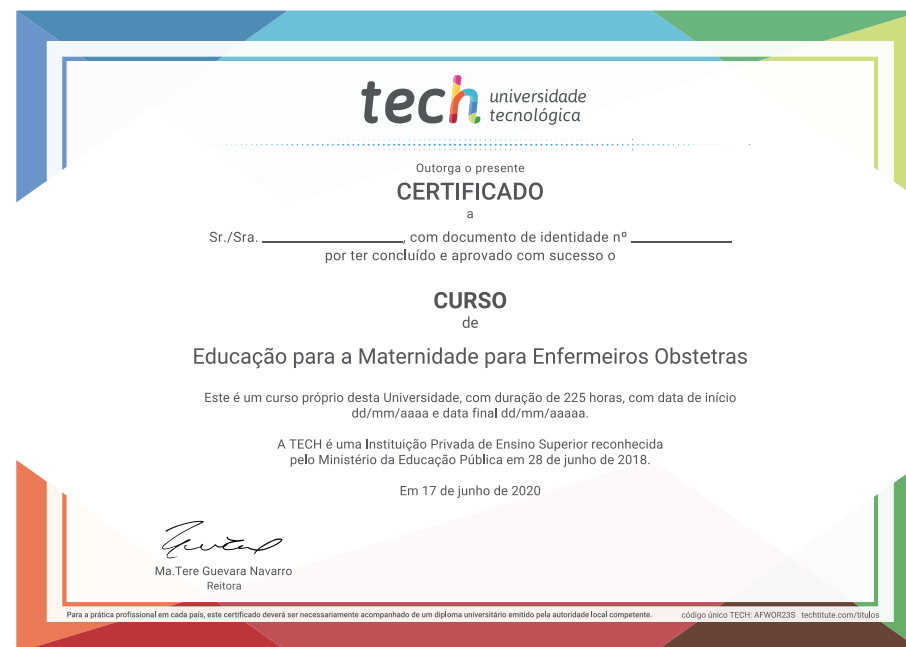 tech universidade
tecnológica
Outorga o presente
CERTIFICADO
a
Sr./Sra. ____________, com documento de identidade nº ____________
por ter concluído e aprovado com sucesso o
CURSO
de
Educação para a Maternidade para Enfermeiros Obstetras
Este é um curso próprio desta Universidade, com duração de 225 horas, com data de início
dd/mm/aaaa e data final dd/mm/aaaaa.
A TECH é uma Instituição Privada de Ensino Superior reconhecida
pelo Ministério da Educação Pública em 28 de junho de 2018.
Em 17 de junho de 2020
Ma.Tere Guevara Navarro
Reitora
Para a prática profissional em cada país, este certificado deverá ser necessariamente acompanhado de um diploma universitário emitido pela autoridade local competente. código único TECH: AFWOR23S techtitute.com/titulos